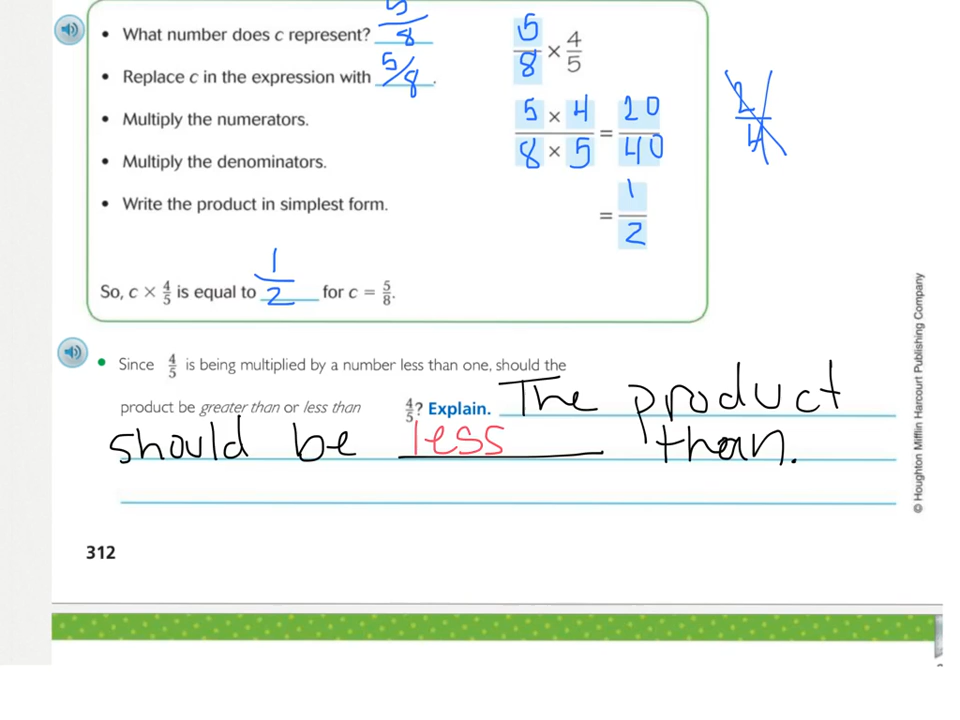 • What number does c represent? 5/8
5/8 × 4/5
• Replace c in the expression with 5/8.
• Multiply the numerators.
5 × 4 / 8 × 5 = 20/40
2/4
• Multiply the denominators.
• Write the product in simplest form.
= 1/2
So, c × 4/5 is equal to 1/2 for c = 5/8.
• Since 4/5 is being multiplied by a number less than one, should the
product be greater than or less than 4/5? Explain. The product
should be less than.
312
© Houghton Mifflin Harcourt Publishing Company